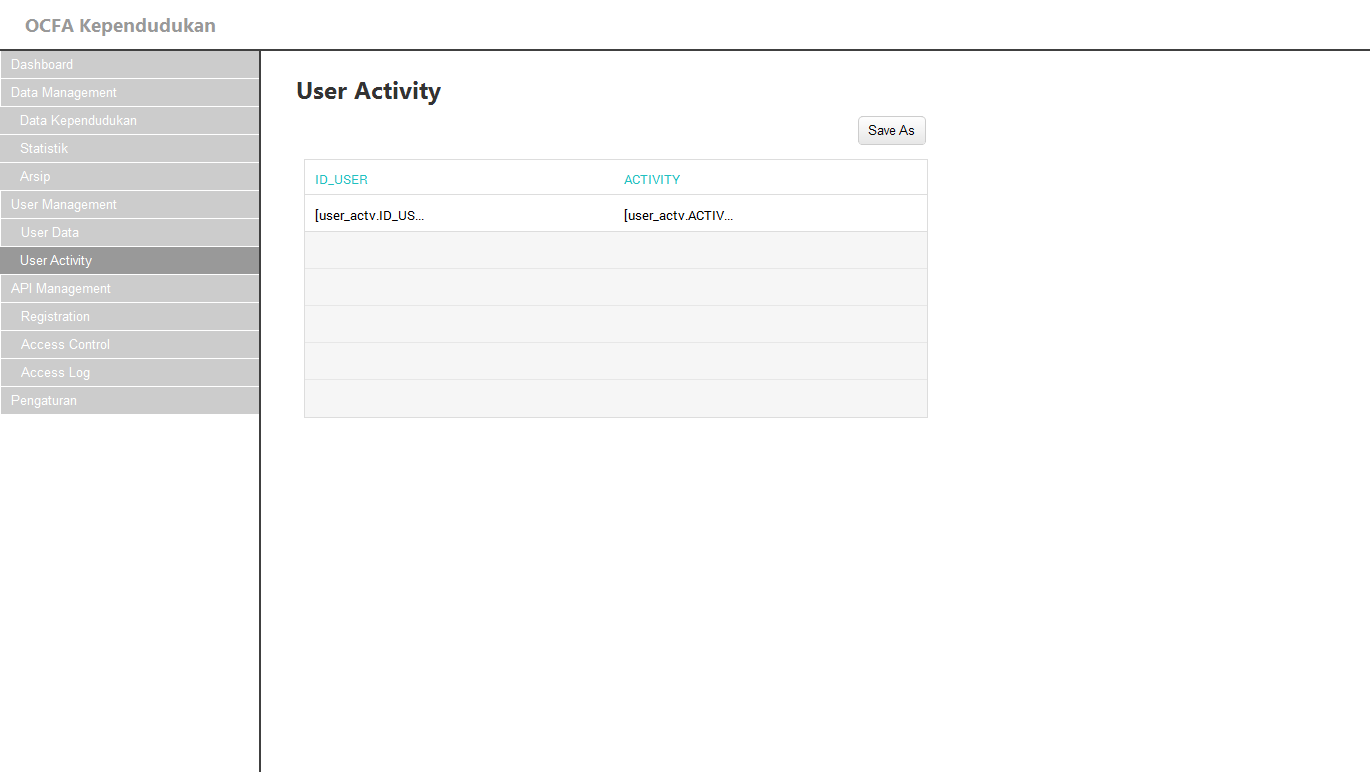 OCFA Kependudukan
Dashboard
Data Management
Data Kependudukan
Statistik
Arsip
User Management
User Data
User Activity
API Management
Registration
Access Control
Access Log
Pengaturan
User Activity
Save As
ID_USER ACTIVITY
[user_actv.ID_US... [user_actv.ACTIV...